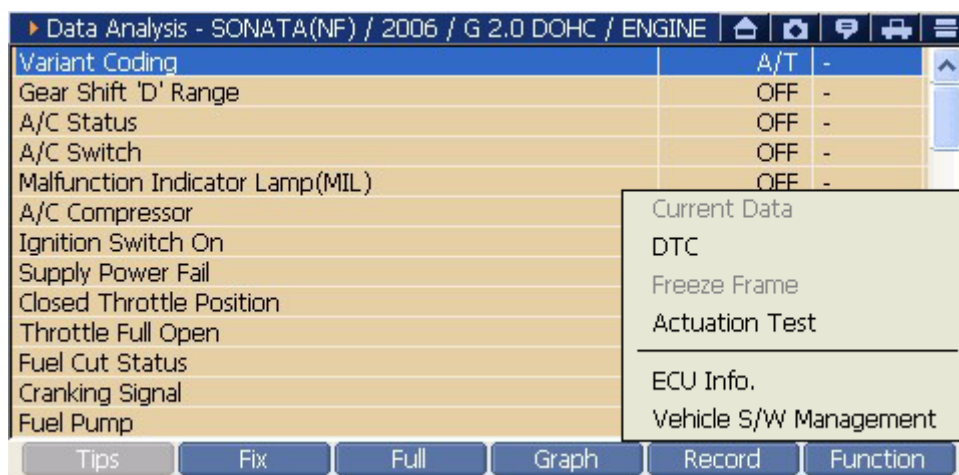 Data Analysis - SONATA(NF) / 2006 / G 2.0 DOHC / ENGINE
Variant Coding A/T -
Gear Shift 'D' Range OFF -
A/C Status OFF -
A/C Switch OFF -
Malfunction Indicator Lamp(MIL) OFF -
A/C Compressor
Ignition Switch On
Supply Power Fail
Closed Throttle Position
Throttle Full Open
Fuel Cut Status
Cranking Signal
Fuel Pump
Current Data
DTC
Freeze Frame
Actuation Test
ECU Info.
Vehicle S/W Management
Tips Fix Full Graph Record Function